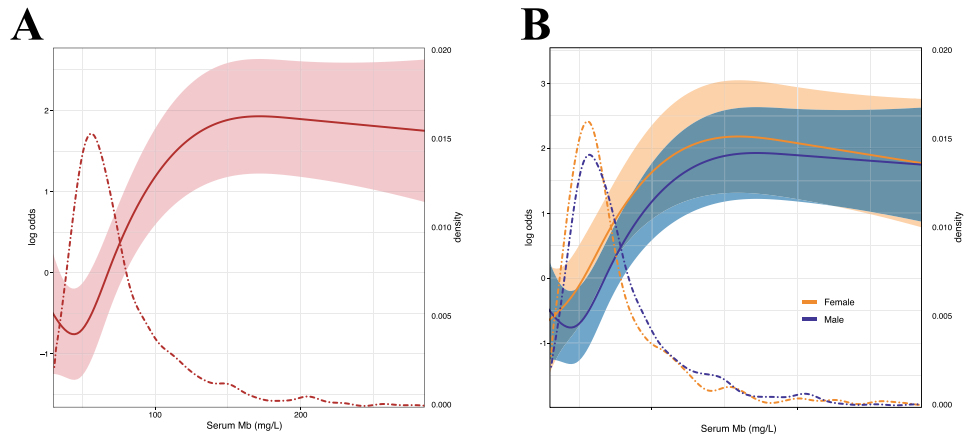 A
B
0.020
0.015
0.010
0.005
0.000
2
1
0
−1
log odds
density
100
200
Serum Mb (mg/L)
0.020
0.015
0.010
0.005
0.000
3
2
1
0
-1
log odds
density
Female
Male
Serum Mb (mg/L)